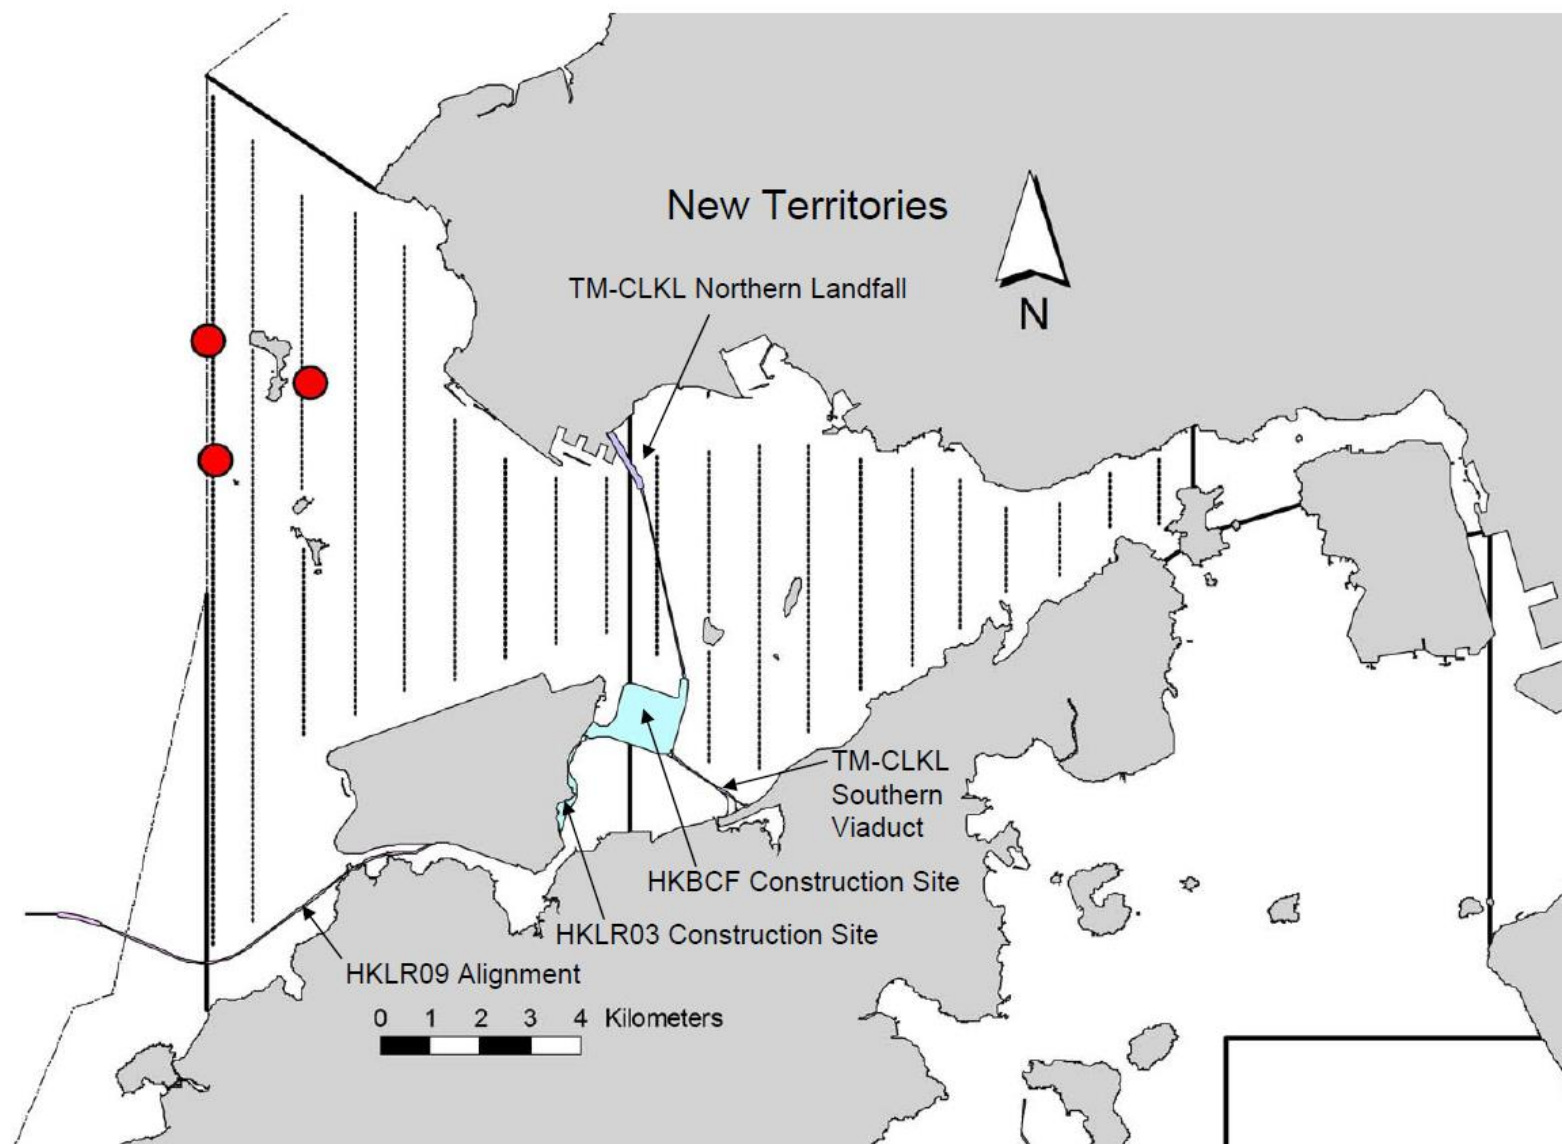 New Territories
TM-CLKL Northern Landfall
N
TM-CLKL
Southern
Viaduct
HKBCF Construction Site
HKLR03 Construction Site
HKLR09 Alignment
0 1 2 3 4 Kilometers